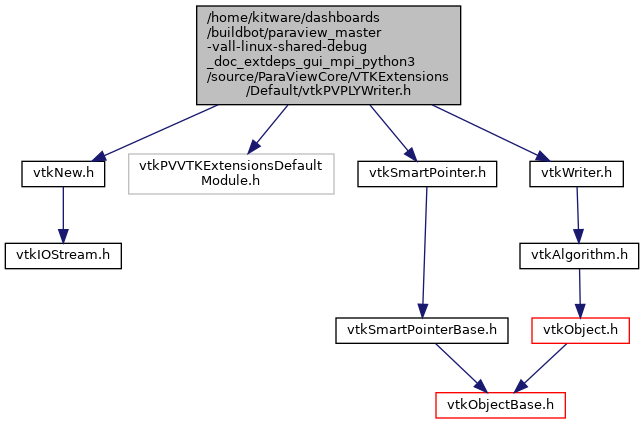 /home/kitware/dashboards
/buildbot/paraview_master
-vall-linux-shared-debug
_doc_extdeps_gui_mpi_python3
/source/ParaViewCore/VTKExtensions
/Default/vtkPVPLYWriter.h
vtkNew.h
vtkPVVTKExtensionsDefault
Module.h
vtkSmartPointer.h
vtkWriter.h
vtkIOStream.h
vtkAlgorithm.h
vtkSmartPointerBase.h
vtkObject.h
vtkObjectBase.h